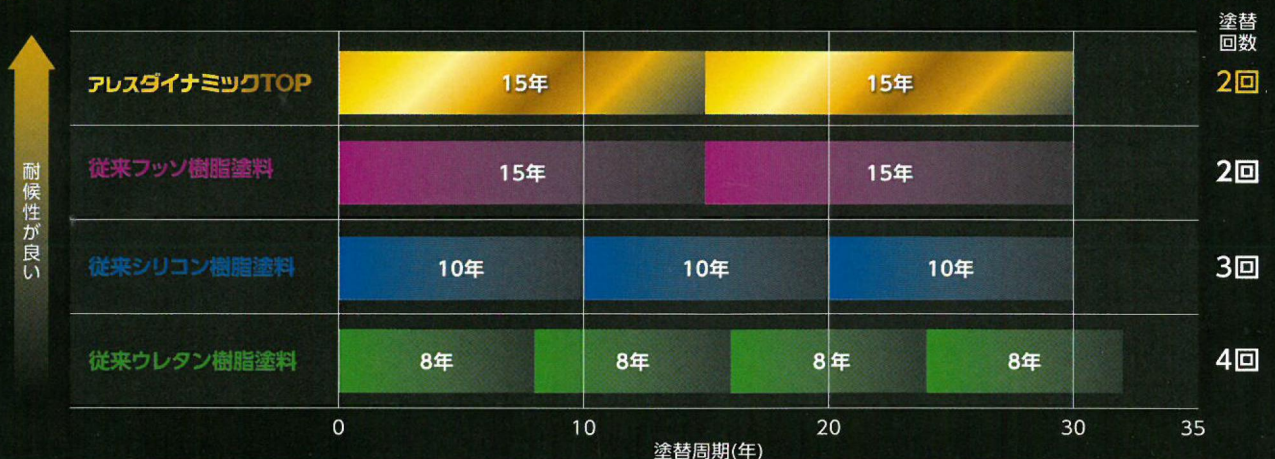 塗替
回数
アレスダイナミックTOP
15年
15年
2回
従来フッソ樹脂塗料
15年
15年
2回
耐候性が良い
従来シリコン樹脂塗料
10年
10年
10年
3回
従来ウレタン樹脂塗料
8年
8年
8年
8年
4回
0
10
20
30
35
塗替周期(年)